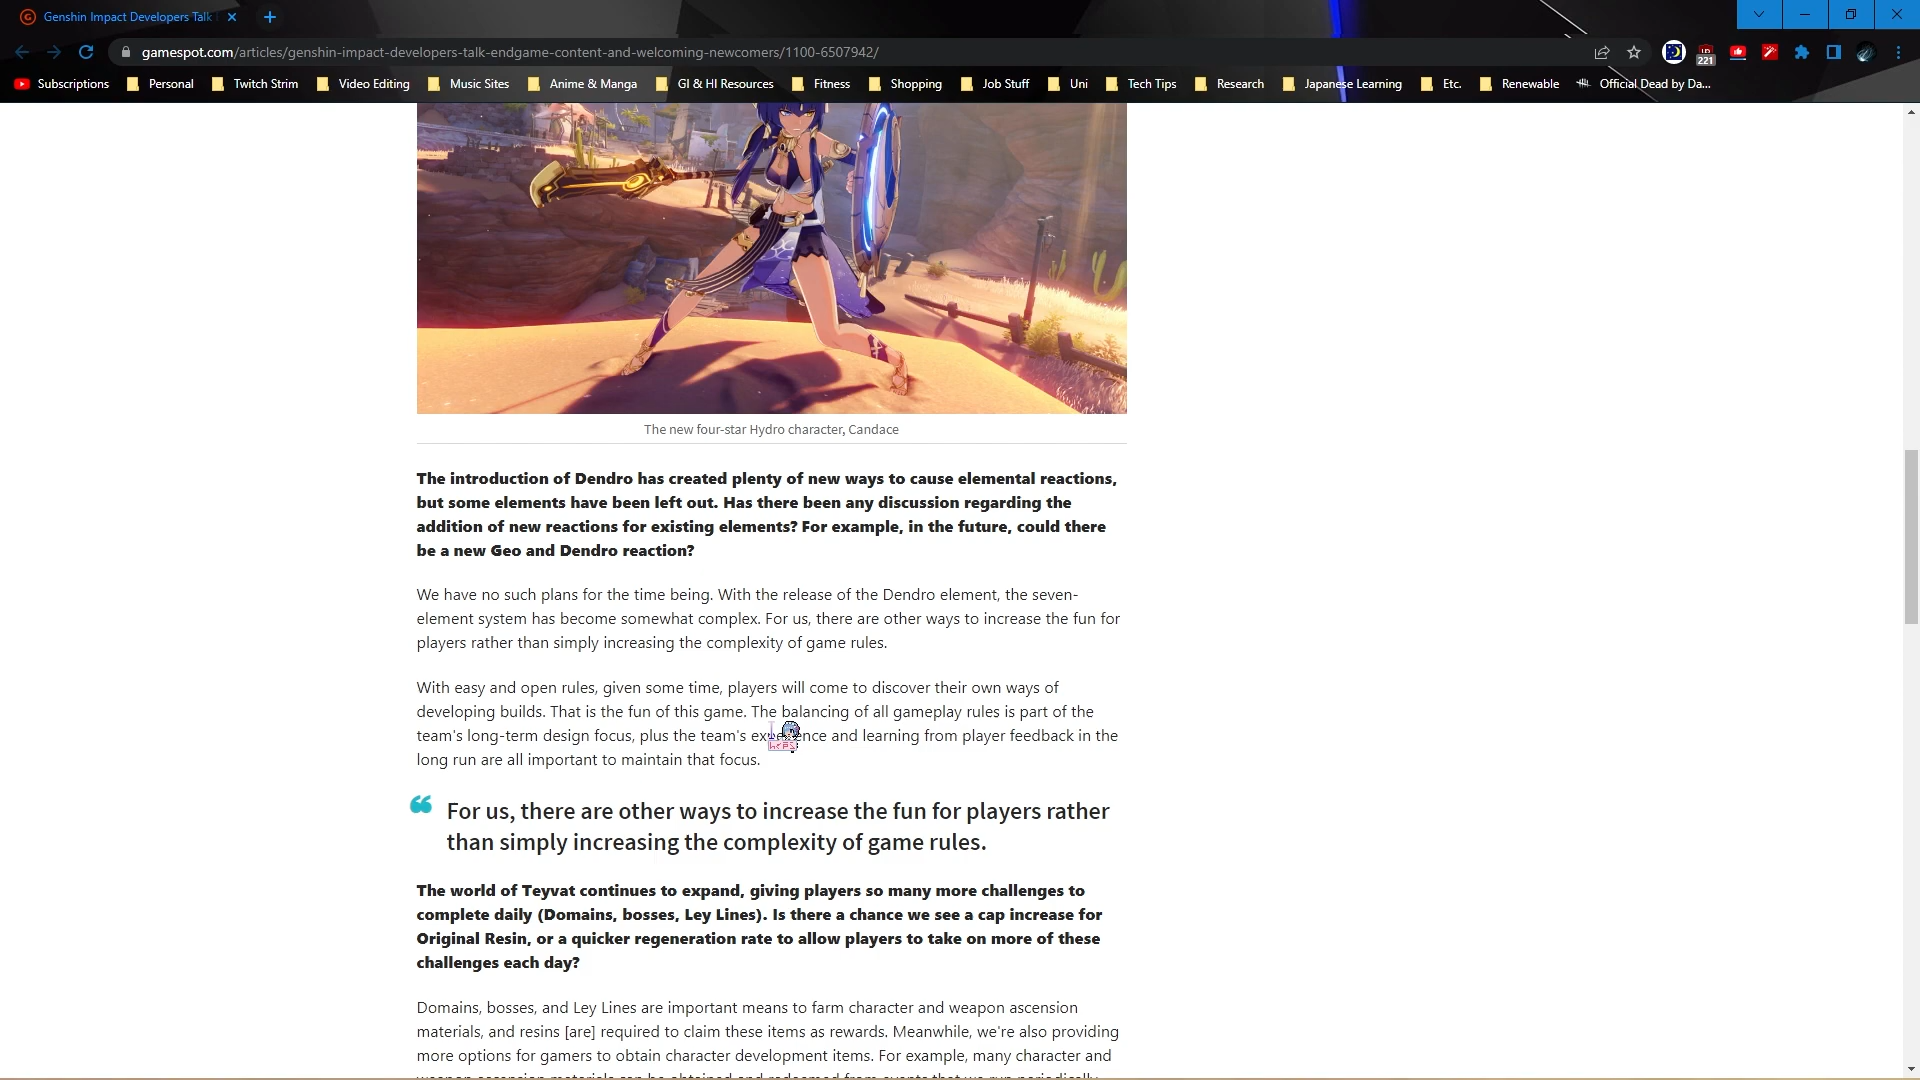 Genshin Impact Developers Talk
gamespot.com/articles/genshin-impact-developers-talk-endgame-content-and-welcoming-newcomers/1100-6507942/
221
Subscriptions Personal Twitch Strim Video Editing Music Sites Anime & Manga GI & HI Resources Fitness Shopping Job Stuff Uni Tech Tips Research Japanese Learning Etc. Renewable Official Dead by Da...
The new four-star Hydro character, Candace
The introduction of Dendro has created plenty of new ways to cause elemental reactions,
but some elements have been left out. Has there been any discussion regarding the
addition of new reactions for existing elements? For example, in the future, could there
be a new Geo and Dendro reaction?
We have no such plans for the time being. With the release of the Dendro element, the seven-
element system has become somewhat complex. For us, there are other ways to increase the fun for
players rather than simply increasing the complexity of game rules.
With easy and open rules, given some time, players will come to discover their own ways of
developing builds. That is the fun of this game. The balancing of all gameplay rules is part of the
team's long-term design focus, plus the team's experience and learning from player feedback in the
long run are all important to maintain that focus.
❝ For us, there are other ways to increase the fun for players rather
than simply increasing the complexity of game rules.
The world of Teyvat continues to expand, giving players so many more challenges to
complete daily (Domains, bosses, Ley Lines). Is there a chance we see a cap increase for
Original Resin, or a quicker regeneration rate to allow players to take on more of these
challenges each day?
Domains, bosses, and Ley Lines are important means to farm character and weapon ascension
materials, and resins [are] required to claim these items as rewards. Meanwhile, we're also providing
more options for gamers to obtain character development items. For example, many character and